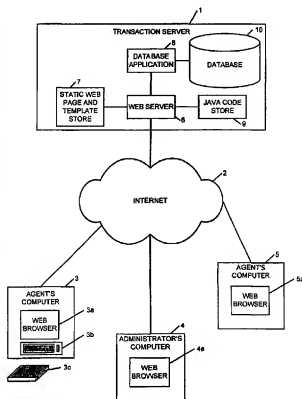 1
TRANSACTION SERVER
10
8
DATABASE
APPLICATION
DATABASE
7
STATIC WEB
PAGE AND
TEMPLATE
STORE
WEB SERVER
6
JAVA CODE
STORE
9
2
INTERNET
3
AGENT'S
COMPUTER
3a
WEB
BROWSER
3b
3c
4
ADMINISTRATOR'S
COMPUTER
4a
WEB
BROWSER
5
AGENT'S
COMPUTER
5a
WEB
BROWSER